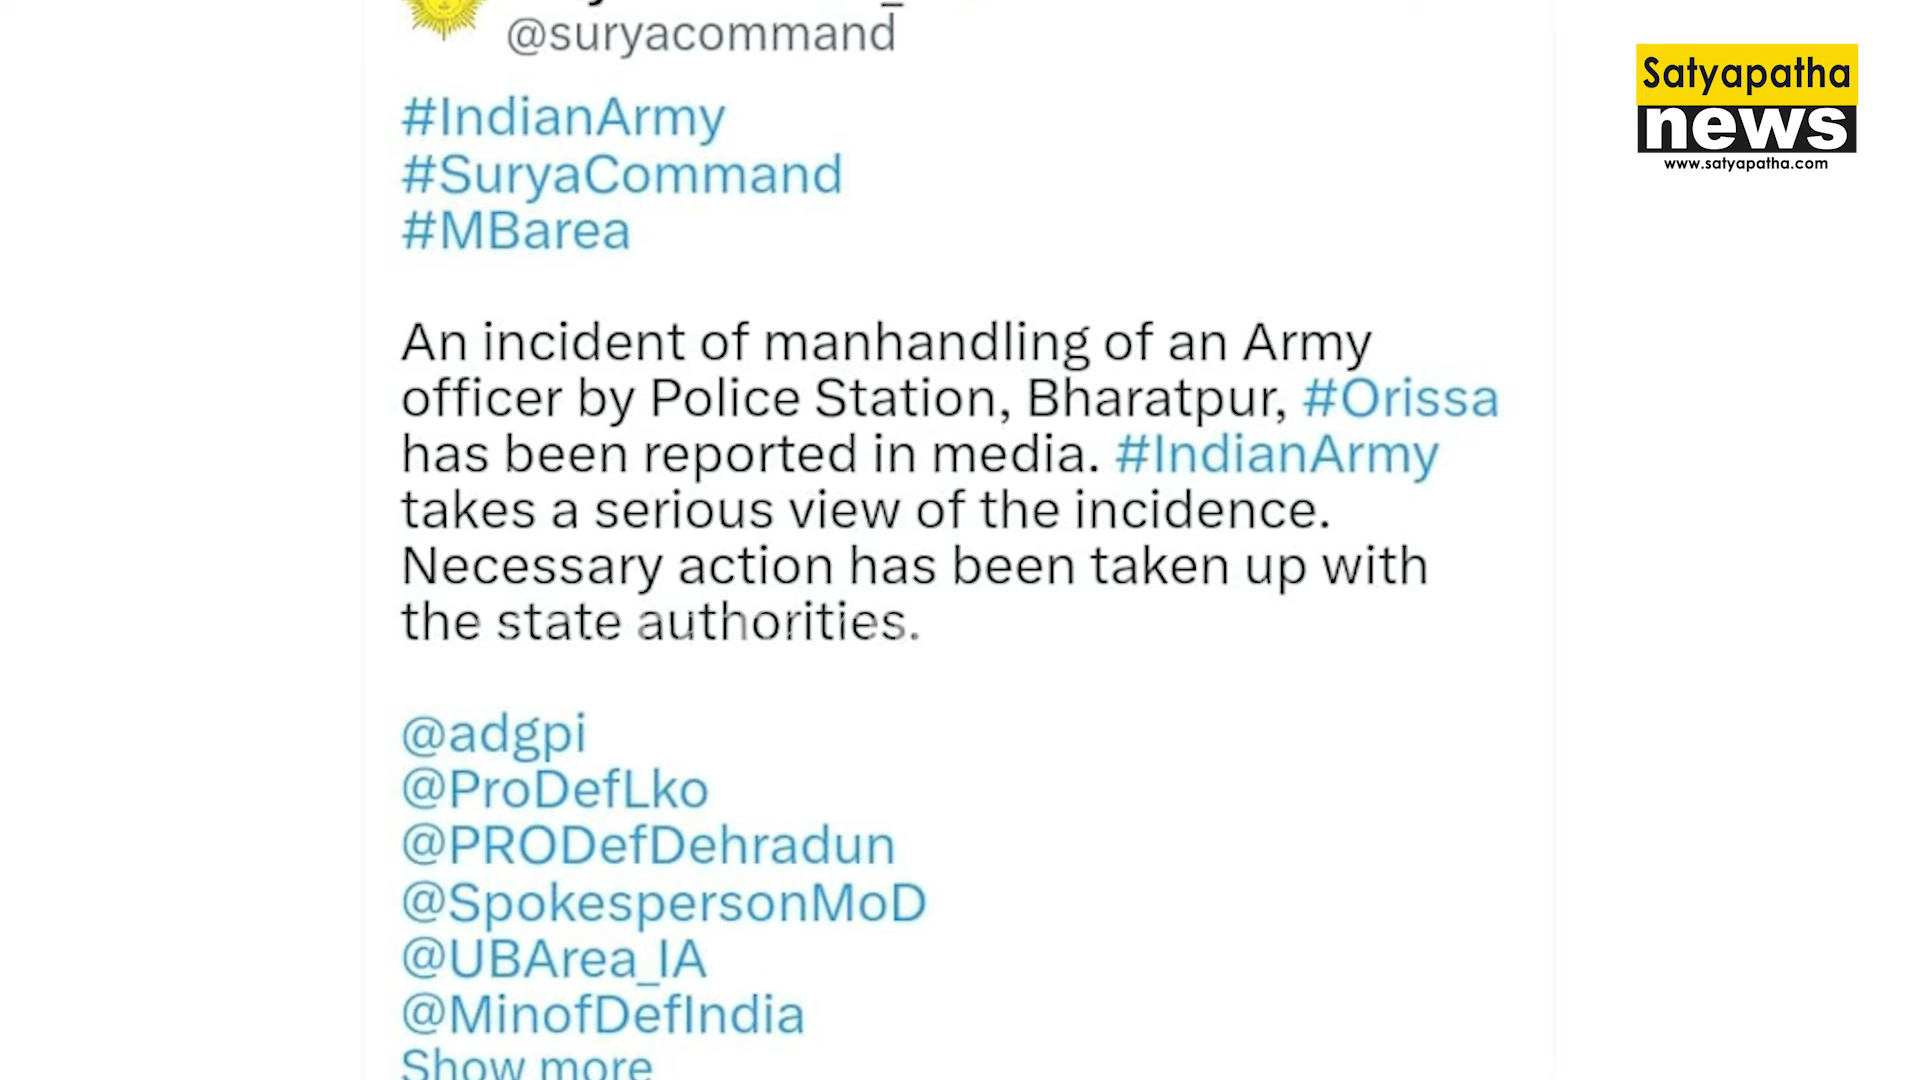 @suryacommand
#IndianArmy
#SuryaCommand
#MBarea
An incident of manhandling of an Army
officer by Police Station, Bharatpur, #Orissa
has been reported in media. #IndianArmy
takes a serious view of the incidence.
Necessary action has been taken up with
the state authorities.
@adgpi
@ProDefLko
@PRODefDehradun
@SpokespersonMoD
@UBArea_IA
@MinofDefIndia
Show more
Satyapatha
news
www.satyapatha.com